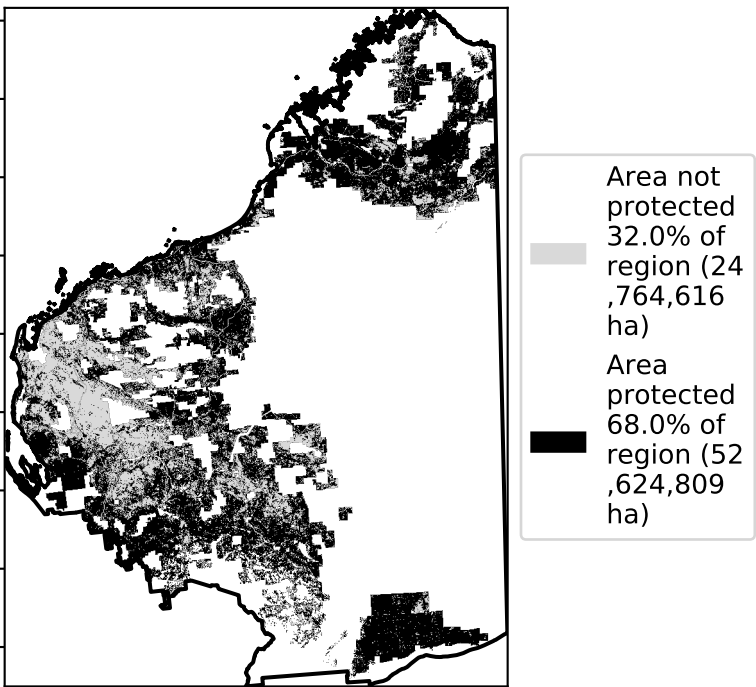 Area not
protected
32.0% of
region (24
,764,616
ha)
Area
protected
68.0% of
region (52
,624,809
ha)